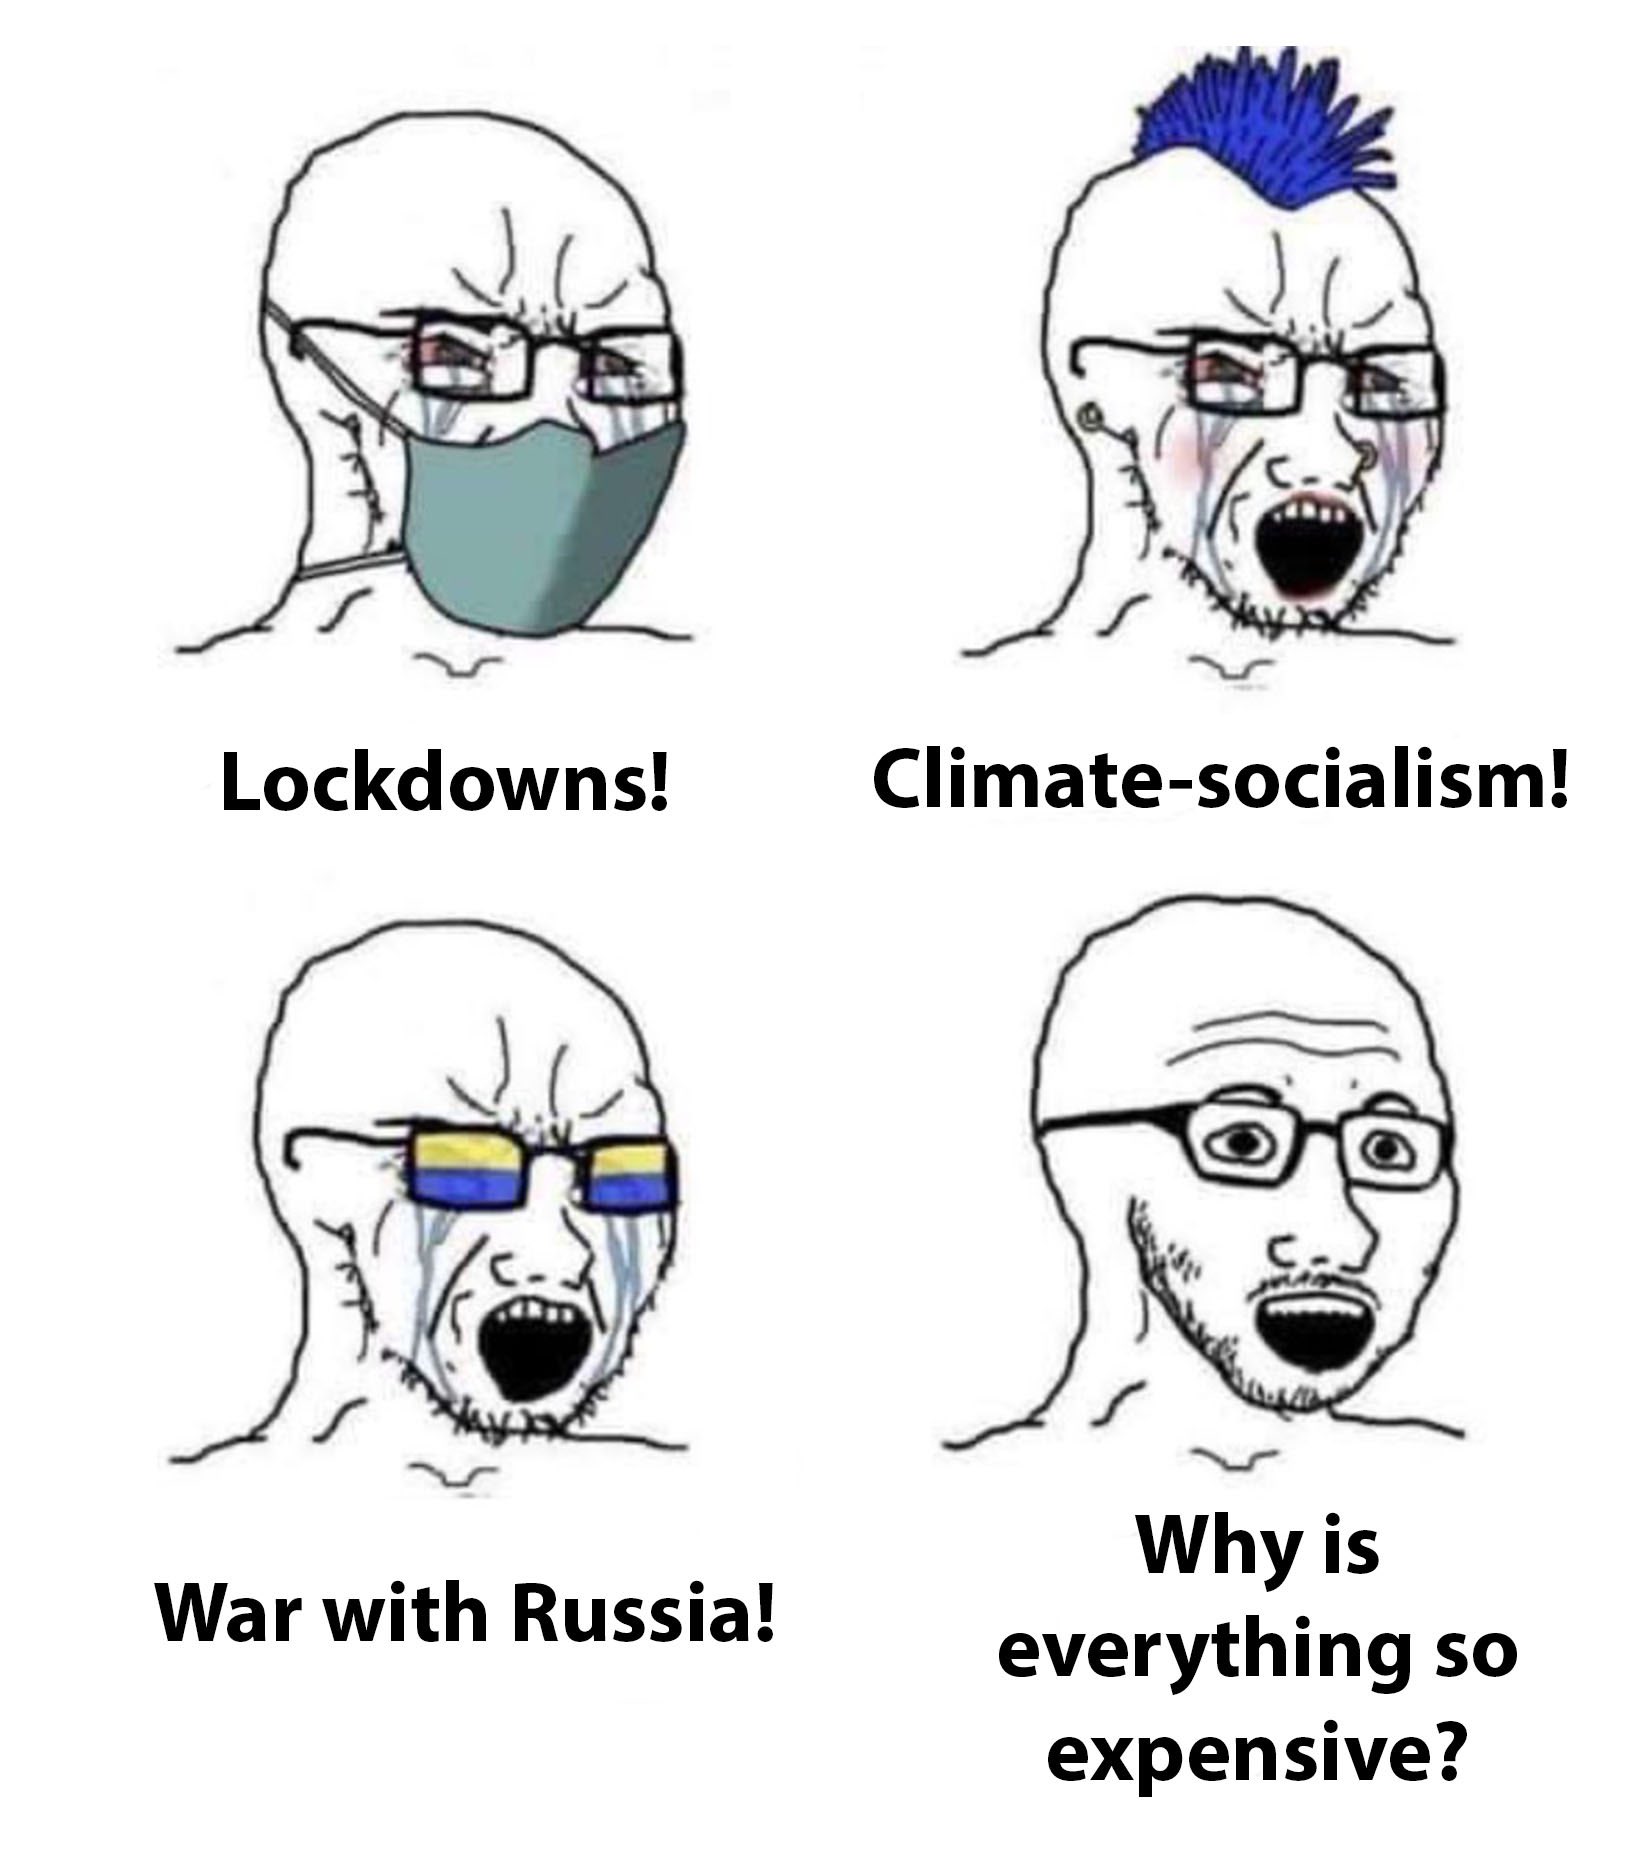 Lockdowns!
Climate-socialism!
War with Russia!
Why is
everything so
expensive?